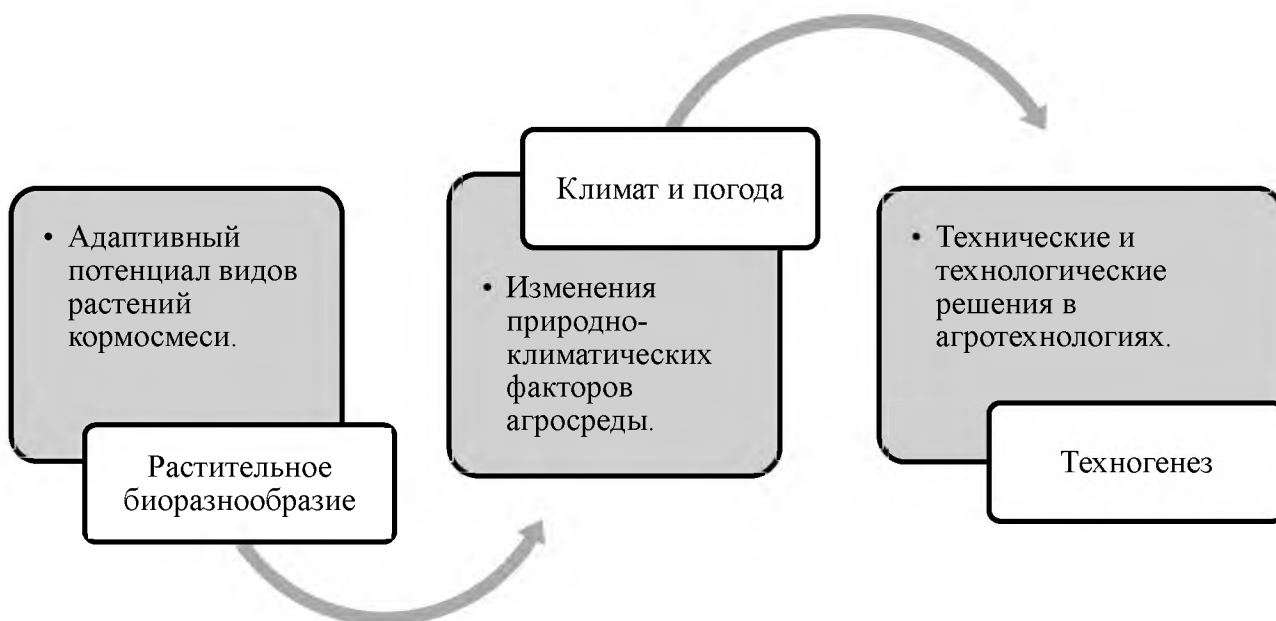 • Адаптивный
потенциал видов
растений
кормосмеси.
Растительное
биоразнообразие
Климат и погода
• Изменения
природно-
климатических
факторов
агросреды.
• Технические и
технологические
решения в
агротехнологиях.
Техногенез